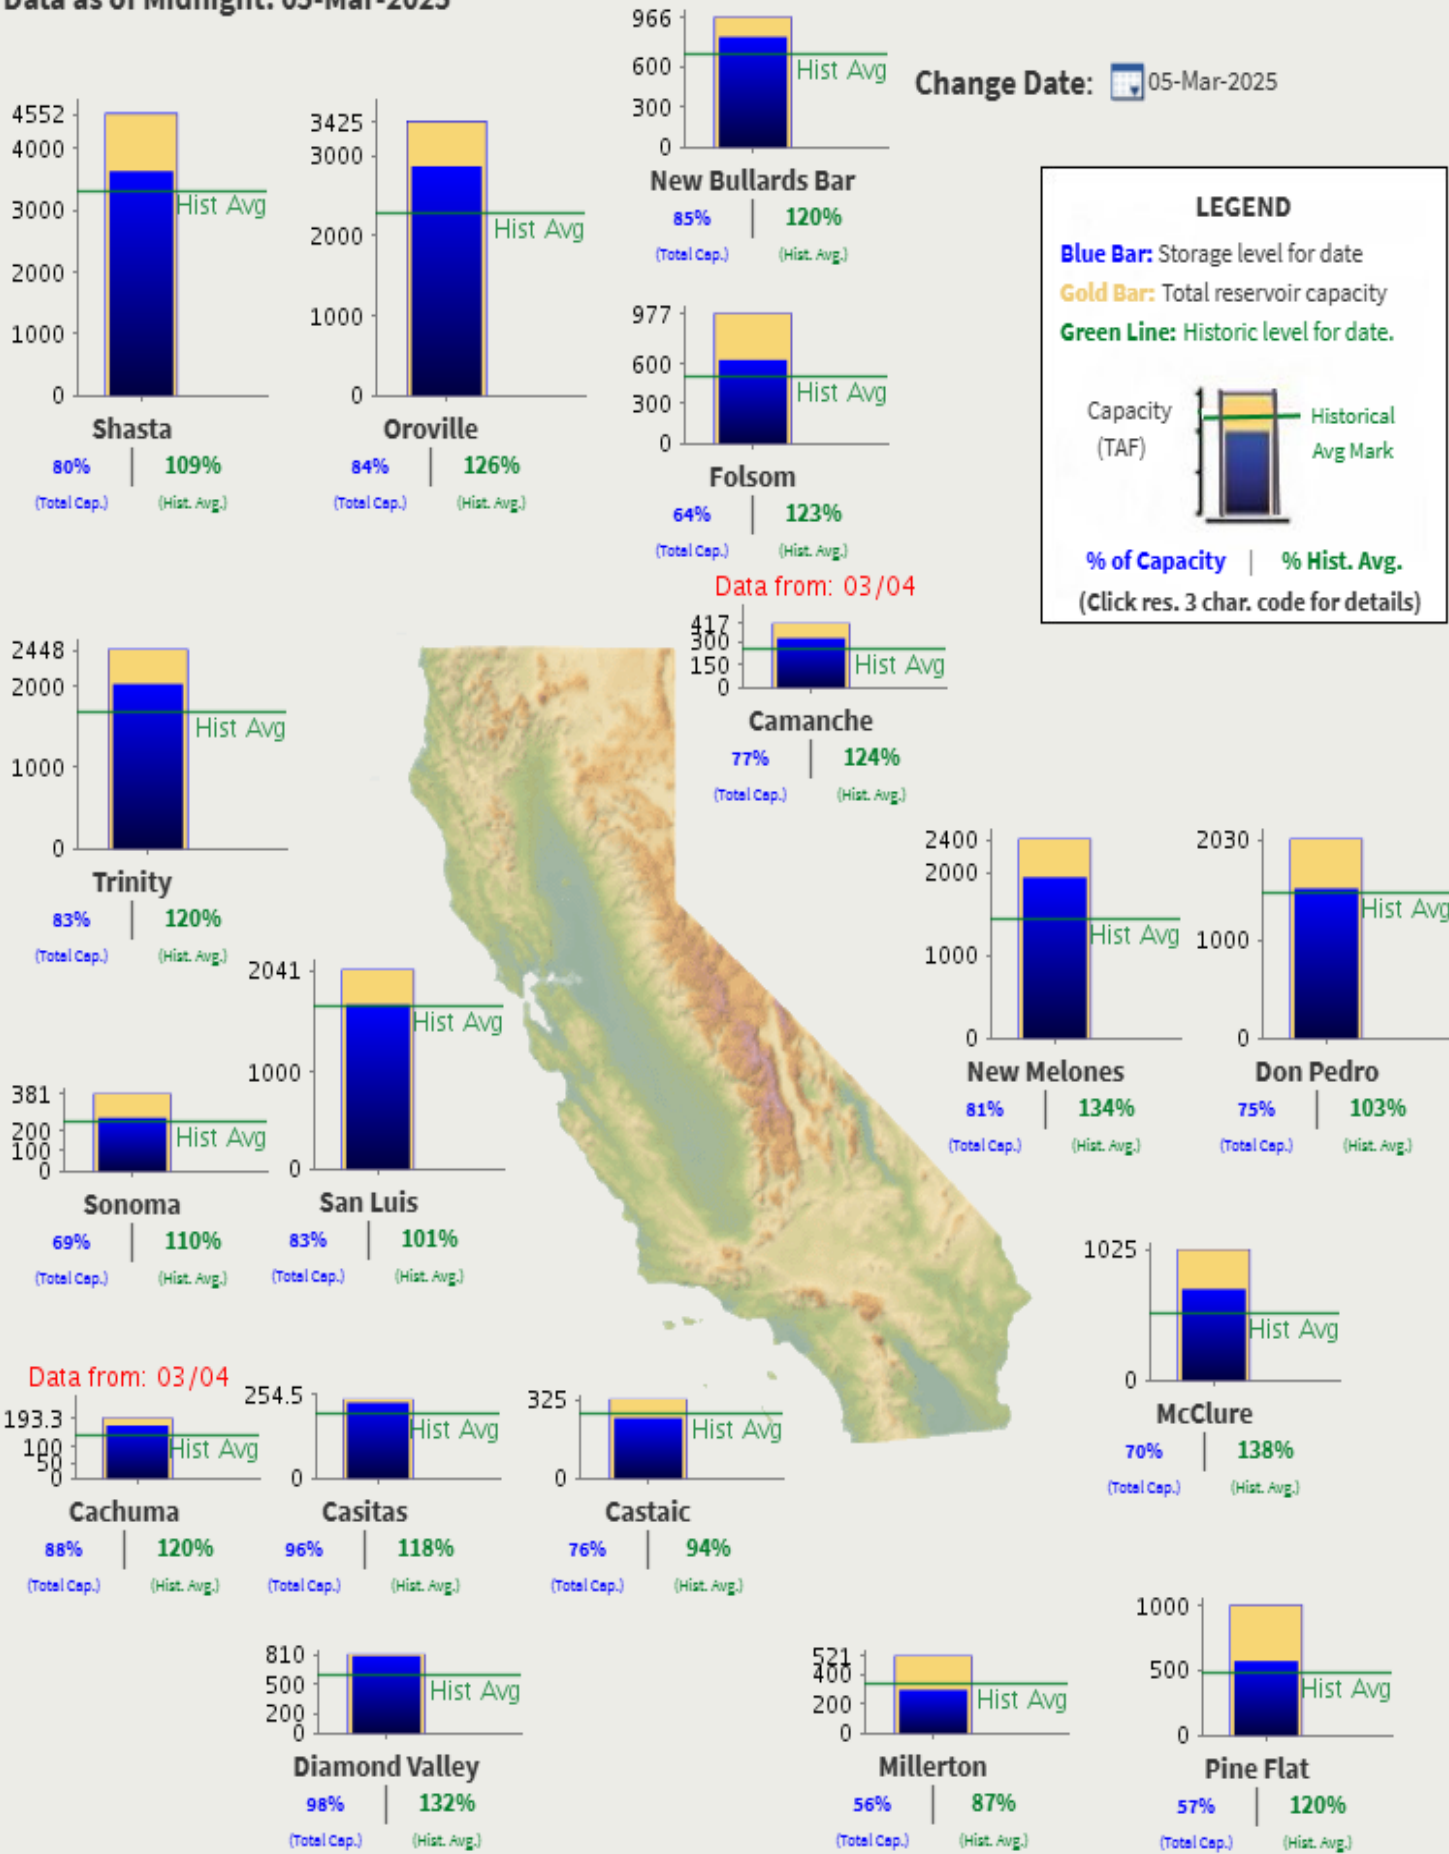 Data as of Midnight: 05-Mar-2025
Change Date: 05-Mar-2025
4552
4000
3000
2000
1000
0
Hist Avg
Shasta
80% | 109%
(Total Cap.) (Hist. Avg.)
3425
3000
2000
1000
0
Hist Avg
Oroville
84% | 126%
(Total Cap.) (Hist. Avg.)
966
600
300
0
Hist Avg
New Bullards Bar
85% | 120%
(Total Cap.) (Hist. Avg.)
977
600
300
0
Hist Avg
Folsom
64% | 123%
(Total Cap.) (Hist. Avg.)
LEGEND
Blue Bar: Storage level for date
Gold Bar: Total reservoir capacity
Green Line: Historic level for date.
Capacity
(TAF)
Historical
Avg Mark
% of Capacity | % Hist. Avg.
(Click res. 3 char. code for details)
Data from: 03/04
417
300
150
0
Hist Avg
Camanche
77% | 124%
(Total Cap.) (Hist. Avg.)
2448
2000
1000
0
Hist Avg
Trinity
83% | 120%
(Total Cap.) (Hist. Avg.)
2400
2000
1000
0
Hist Avg
New Melones
81% | 134%
(Total Cap.) (Hist. Avg.)
2030
1000
0
Hist Avg
Don Pedro
75% | 103%
(Total Cap.) (Hist. Avg.)
381
200
100
0
Hist Avg
Sonoma
69% | 110%
(Total Cap.) (Hist. Avg.)
2041
1000
0
Hist Avg
San Luis
83% | 101%
(Total Cap.) (Hist. Avg.)
1025
0
Hist Avg
McClure
70% | 138%
(Total Cap.) (Hist. Avg.)
Data from: 03/04
193.3
100
50
0
Hist Avg
Cachuma
88% | 120%
(Total Cap.) (Hist. Avg.)
254.5
0
Hist Avg
Casitas
96% | 118%
(Total Cap.) (Hist. Avg.)
325
0
Hist Avg
Castaic
76% | 94%
(Total Cap.) (Hist. Avg.)
810
500
200
0
Hist Avg
Diamond Valley
98% | 132%
(Total Cap.) (Hist. Avg.)
521
400
200
0
Hist Avg
Millerton
56% | 87%
(Total Cap.) (Hist. Avg.)
1000
500
0
Hist Avg
Pine Flat
57% | 120%
(Total Cap.) (Hist. Avg.)